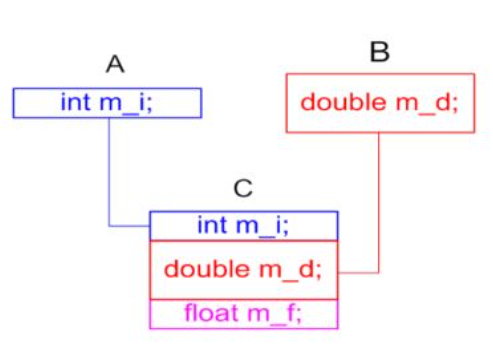 A
int m_i;
B
double m_d;
C
int m_i;
double m_d;
float m_f;